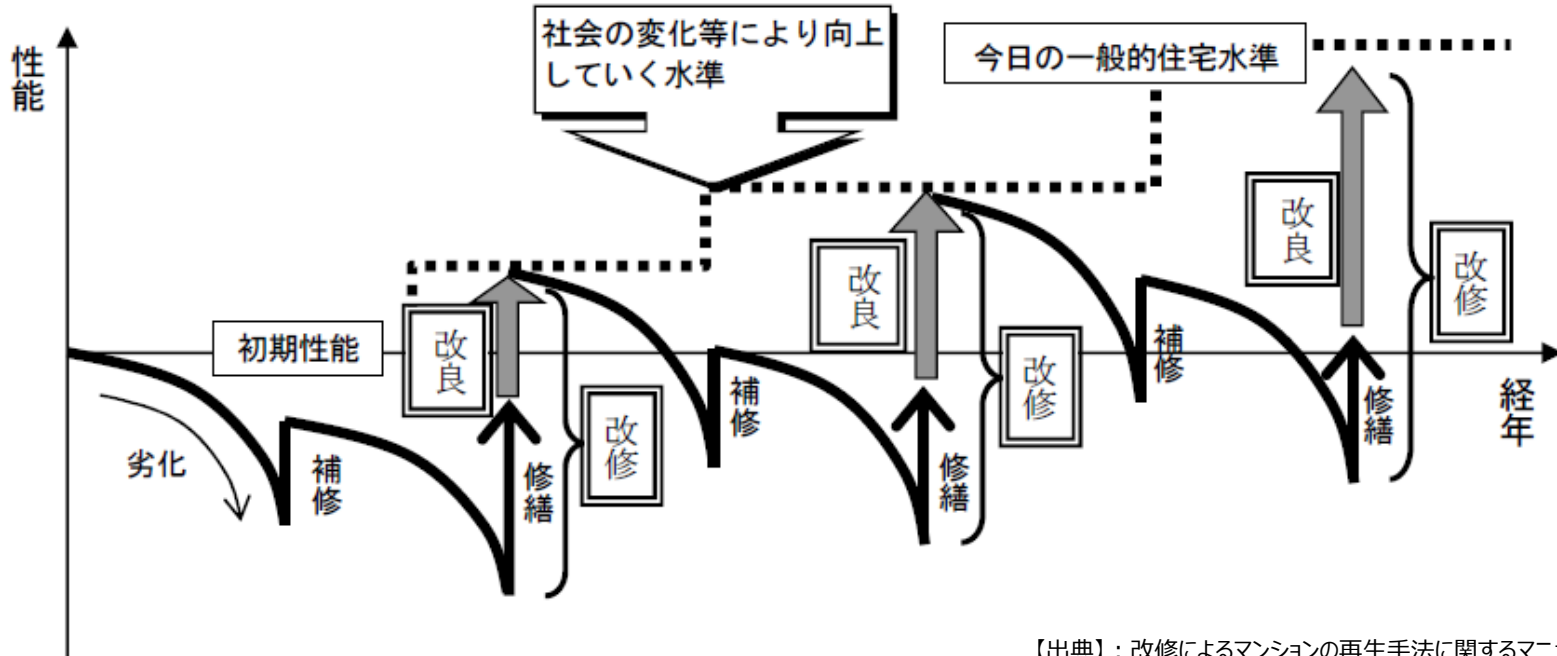 性能
社会の変化等により向上
していく水準
今日の一般的住宅水準
初期性能
劣化
補修
改良
修繕
改修
補修
改良
修繕
改修
補修
改良
修繕
改修
経年
【出典】：改修によるマンションの再生手法に関するマニ